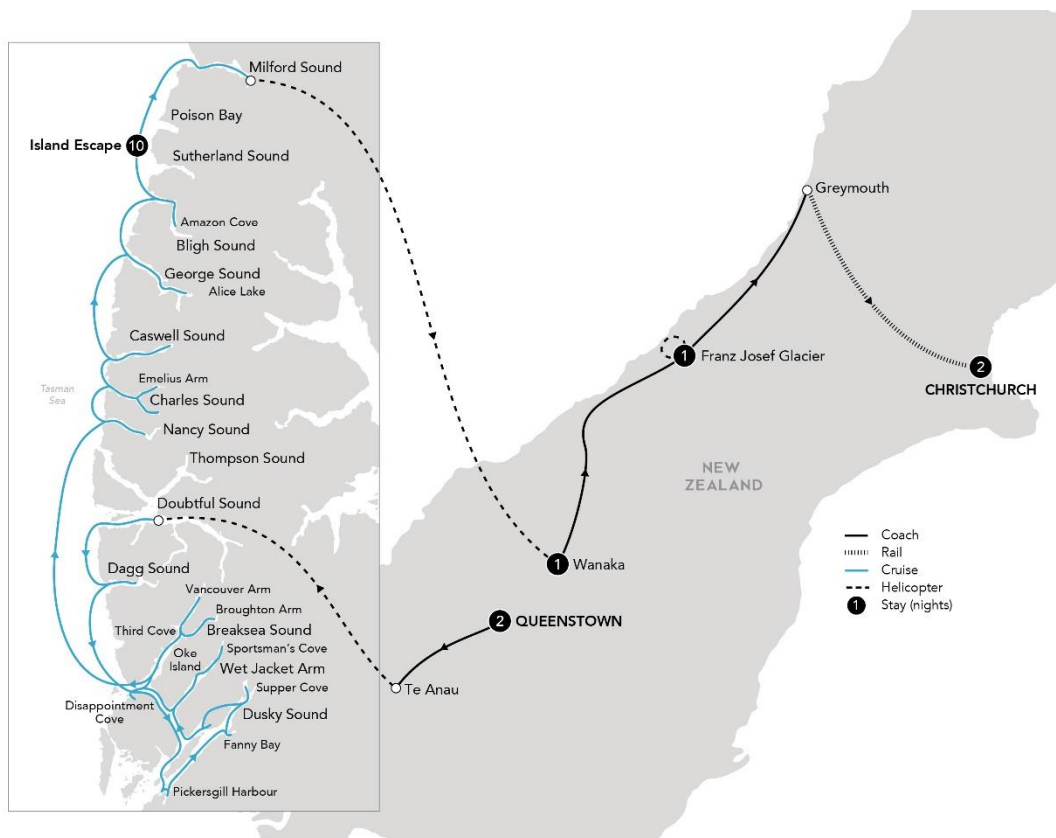 Milford Sound
Poison Bay
Island Escape
10
Sutherland Sound
Amazon Cove
Bligh Sound
George Sound
Alice Lake
Caswell Sound
Emelius Arm
Tasman
Sea
Charles Sound
Nancy Sound
Thompson Sound
Doubtful Sound
Dagg Sound
Vancouver Arm
Broughton Arm
Third Cove
Breaksea Sound
Oke
Island
Sportsman's Cove
Wet Jacket Arm
Supper Cove
Disappointment
Cove
Dusky Sound
Fanny Bay
Pickersgill Harbour
Greymouth
1
Franz Josef Glacier
2
CHRISTCHURCH
NEW
ZEALAND
1
Wanaka
2
QUEENSTOWN
Te Anau
Coach
Rail
Cruise
Helicopter
1
Stay (nights)